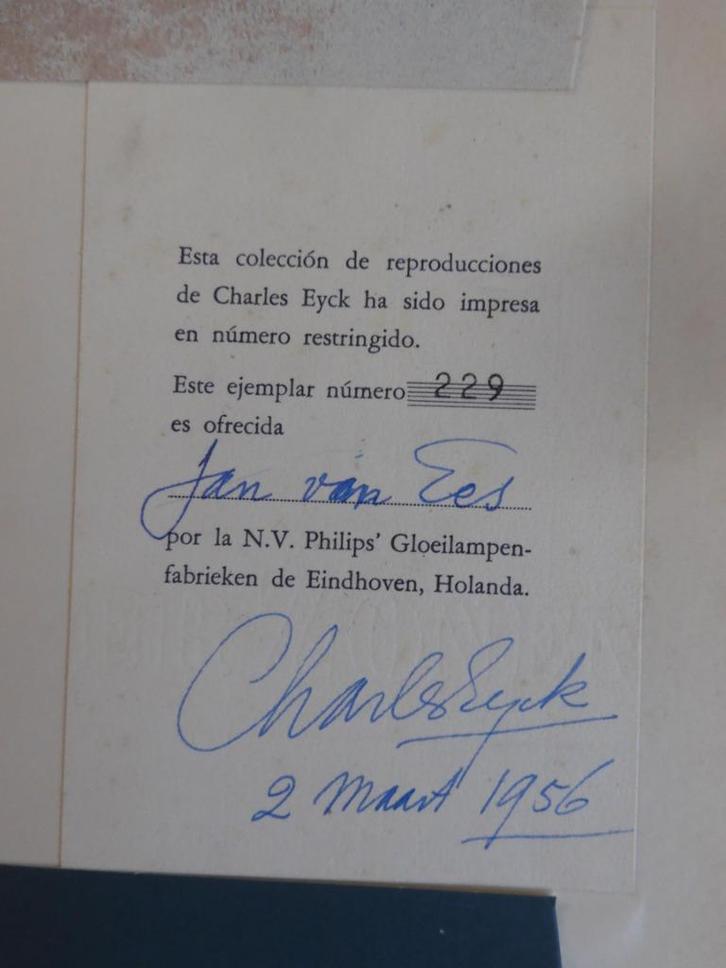 Esta colección de reproducciones
de Charles Eyck ha sido impresa
en número restringido.
Este ejemplar número 229
es ofrecida
Jan van Ees
por la N.V. Philips' Gloeilampen-
fabrieken de Eindhoven, Holanda.
Charles Eyck
2 Maart 1956